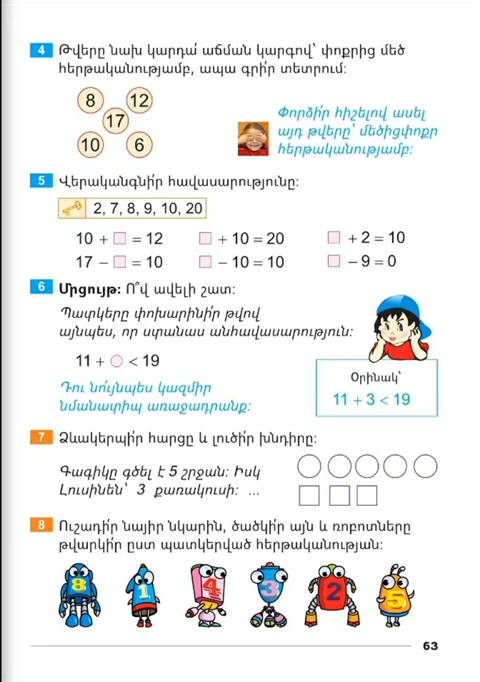 4 Թվերը նախ կարդա՛ աճման կարգով՝ փոքրից մեծ
հերթականությամբ, ապա գրի՛ր տետրում։
8 12
17
10 6
Փորձի՛ր հիշելով ասել
այդ թվերը՝ մեծիցփոքր
հերթականությամբ։
5 Վերականգնի՛ր հավասարությունը։
2, 7, 8, 9, 10, 20
10 + □ = 12 □ + 10 = 20 □ + 2 = 10
17 − □ = 10 □ − 10 = 10 □ − 9 = 0
6 Մրցույթ։ Ո՞վ ավելի շատ։
Պատկերը փոխարինի՛ր թվով
այնպես, որ ստանաս անհավասարություն։
11 + ○ < 19
Դու նո՛ւյնպես կազմիր
նմանատիպ առաջադրանք։
Օրինակ՝
11 + 3 < 19
7 Ձևակերպի՛ր հարցը և լուծի՛ր խնդիրը։
Գագիկը գծել է 5 շրջան։ Իսկ
Լուսինեն՝ 3 քառակուսի։ ...
8 Ուշադի՛ր նայիր նկարին, ծածկի՛ր այն և ռոբոտները
թվարկի՛ր ըստ պատկերված հերթականության։
8 1 4 3 2 5
63